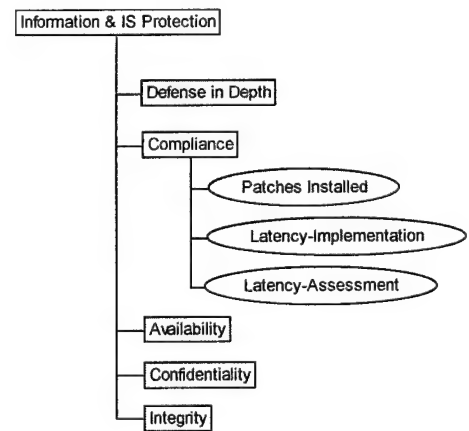 Information & IS Protection
Defense in Depth
Compliance
Patches Installed
Latency-Implementation
Latency-Assessment
Availability
Confidentiality
Integrity